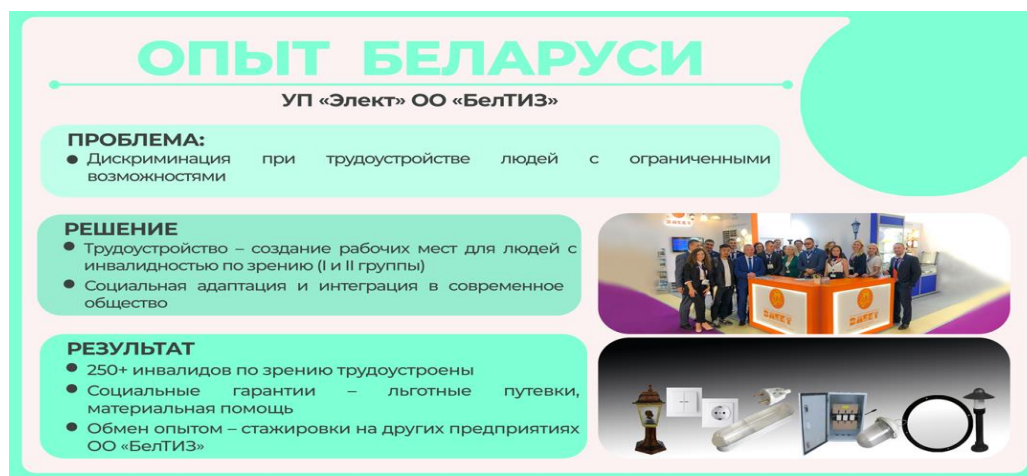 ОПЫТ БЕЛАРУСИ
УП «Элект» ОО «БелТИЗ»
ПРОБЛЕМА:
• Дискриминация при трудоустройстве людей с ограниченными
возможностями
РЕШЕНИЕ
• Трудоустройство – создание рабочих мест для людей с
инвалидностью по зрению (I и II группы)
• Социальная адаптация и интеграция в современное
общество
РЕЗУЛЬТАТ
• 250+ инвалидов по зрению трудоустроены
• Социальные гарантии – льготные путевки,
материальная помощь
• Обмен опытом – стажировки на других предприятиях
ОО «БелТИЗ»